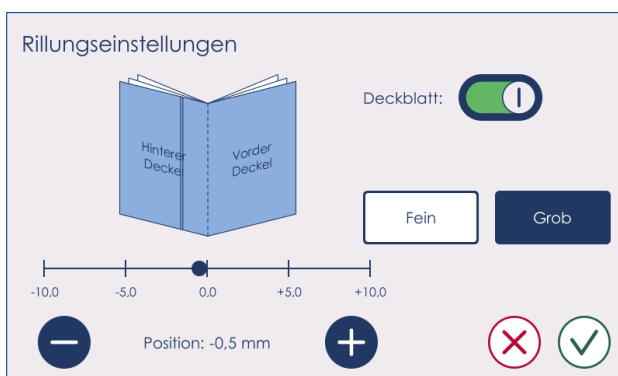 Rillungseinstellungen
Deckblatt:
Hinterer
Deckel
Vorder
Deckel
Fein
Grob
-10,0 -5,0 0,0 +5,0 +10,0
Position: -0,5 mm